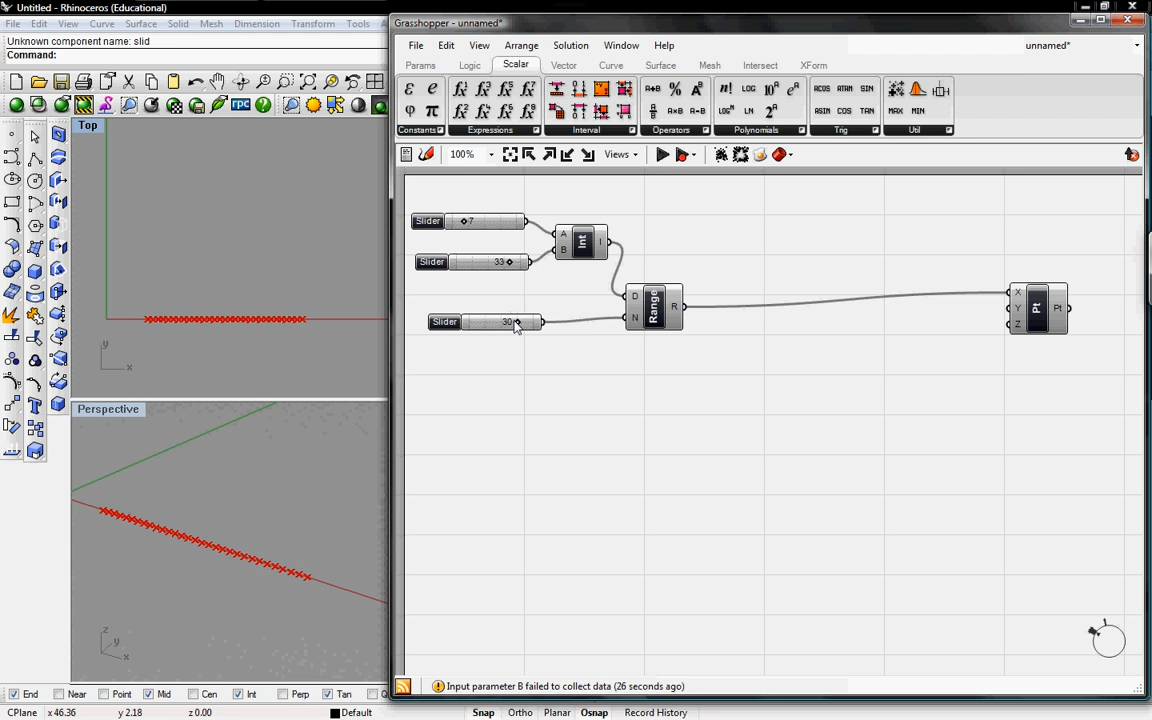 Untitled - Rhinoceros (Educational)
File Edit View Curve Surface Solid Mesh Dimension Transform Tools
Unknown component name: slid
Command:
Top
y
x
Perspective
z
y
x
End Near Point Mid Cen Int Perp Tan
CPlane x 46.36 y 2.18 z 0.00 Default Snap Ortho Planar Osnap Record History
Grasshopper - unnamed*
File Edit View Arrange Solution Window Help unnamed*
Params Logic Scalar Vector Curve Surface Mesh Intersect XForm
Constants Expressions Interval Operators Polynomials Trig Util
100% Views
Slider 7
Slider 33
A B Int I
Slider 30
D N Range R
X Y Z Pt Pt
Input parameter B failed to collect data (26 seconds ago)